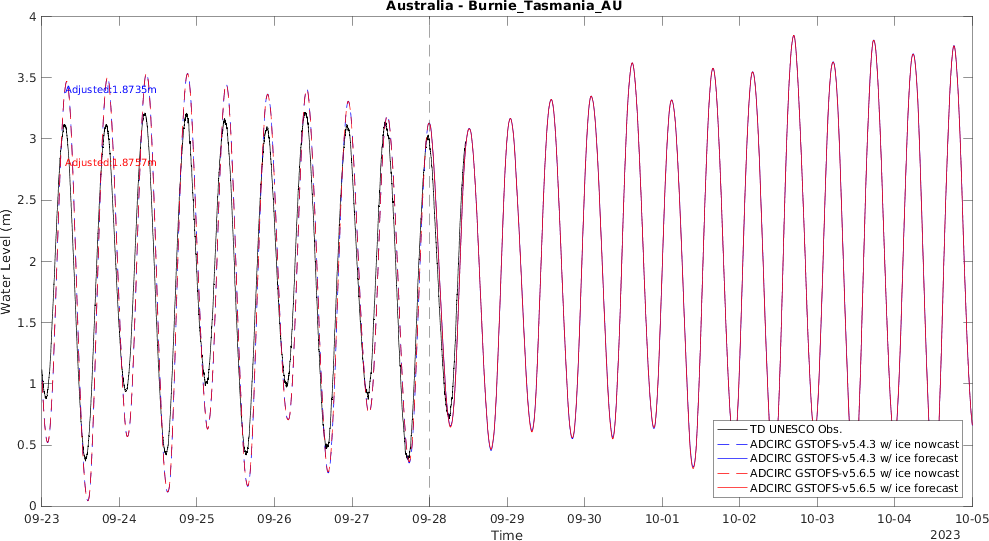 Australia - Burnie_Tasmania_AU
4
3.5
3
2.5
2
1.5
1
0.5
0
Water Level (m)
Adjusted:1.8735m
Adjusted:1.8757m
TD UNESCO Obs.
ADCIRC GSTOFS-v5.4.3 w/ ice nowcast
ADCIRC GSTOFS-v5.4.3 w/ ice forecast
ADCIRC GSTOFS-v5.6.5 w/ ice nowcast
ADCIRC GSTOFS-v5.6.5 w/ ice forecast
09-23 09-24 09-25 09-26 09-27 09-28 09-29 09-30 10-01 10-02 10-03 10-04 10-05
Time
2023